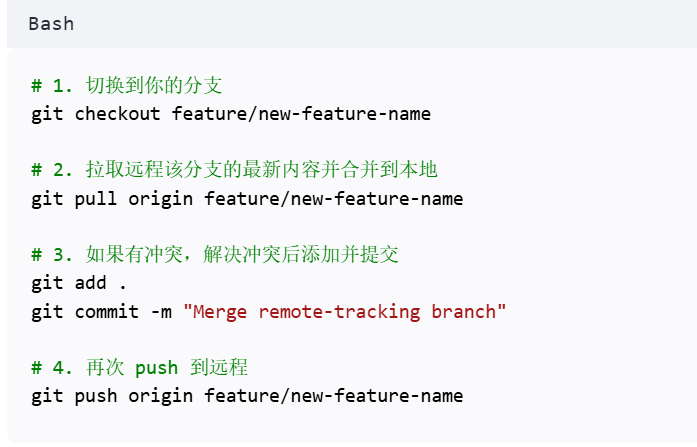 Bash
# 1. 切换到你的分支
git checkout feature/new-feature-name
# 2. 拉取远程该分支的最新内容并合并到本地
git pull origin feature/new-feature-name
# 3. 如果有冲突，解决冲突后添加并提交
git add .
git commit -m "Merge remote-tracking branch"
# 4. 再次 push 到远程
git push origin feature/new-feature-name